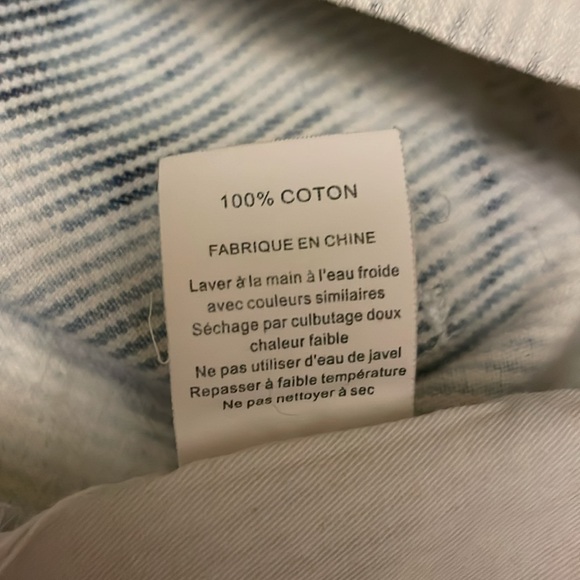 100% COTON
FABRIQUE EN CHINE
Laver à la main à l'eau froide
avec couleurs similaires
Séchage par culbutage doux
chaleur faible
Ne pas utiliser d'eau de javel
Repasser à faible température
Ne pas nettoyer à sec